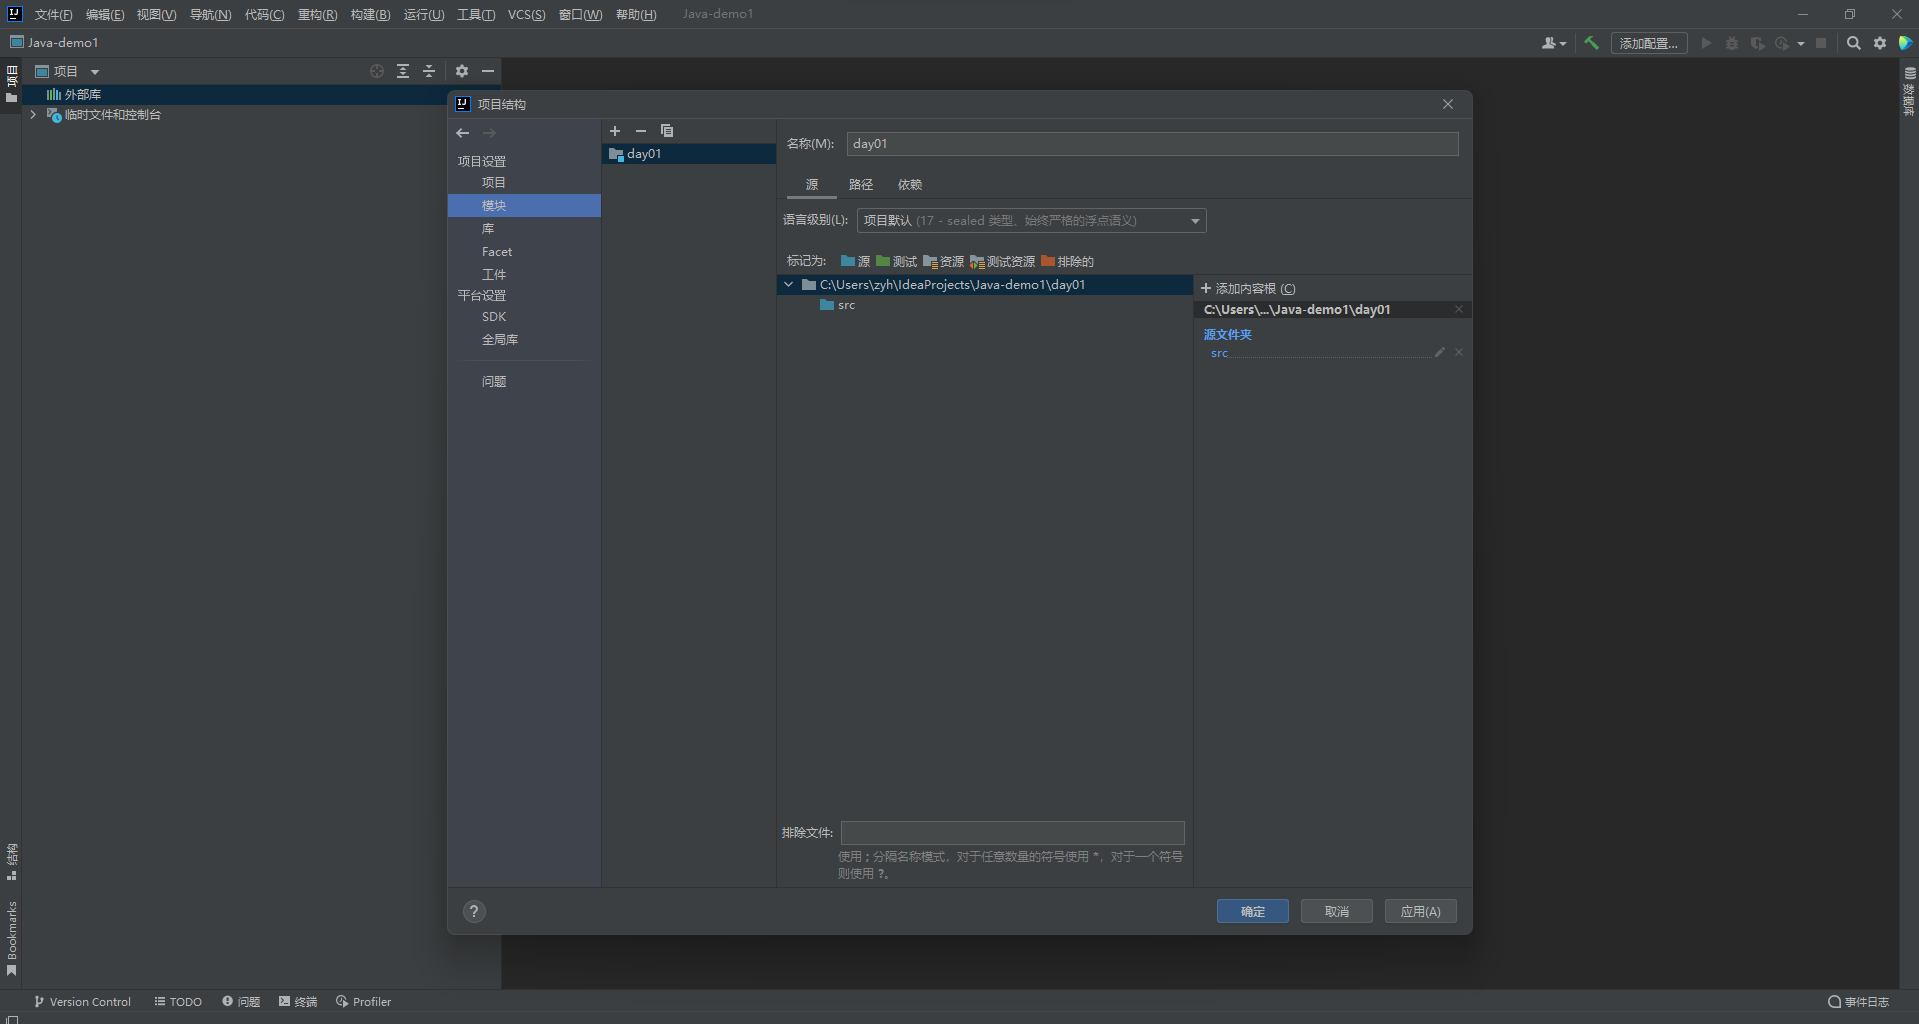 文件(F) 编辑(E) 视图(V) 导航(N) 代码(C) 重构(R) 构建(B) 运行(U) 工具(T) VCS(S) 窗口(W) 帮助(H) Java-demo1
Java-demo1
添加配置...
项目
项目
外部库
临时文件和控制台
结构
Bookmarks
数据库
项目结构
项目设置
项目
模块
库
Facet
工件
平台设置
SDK
全局库
问题
day01
名称(M): day01
源 路径 依赖
语言级别(L): 项目默认 (17 - sealed 类型、始终严格的浮点语义)
标记为: 源 测试 资源 测试资源 排除的
C:\Users\zyh\IdeaProjects\Java-demo1\day01
src
添加内容根 (C)
C:\Users\...\Java-demo1\day01
源文件夹
src
排除文件:
使用 ; 分隔名称模式，对于任意数量的符号使用 *，对于一个符号
则使用 ?。
?
确定 取消 应用(A)
Version Control TODO 问题 终端 Profiler 事件日志